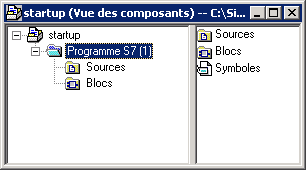 startup (Vue des composants) -- C:\Si...
startup
Programme S7 (1)
Sources
Blocs
Sources
Blocs
Symboles